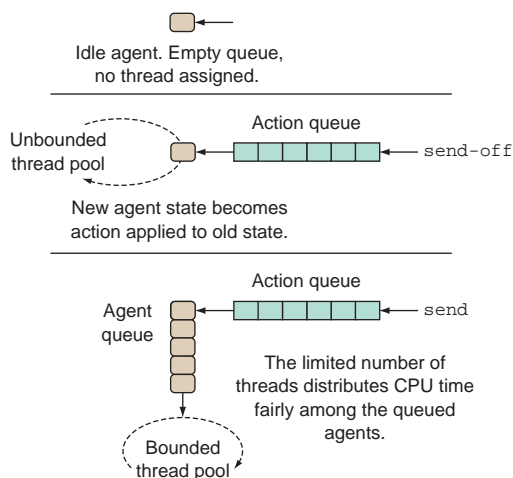 Idle agent. Empty queue,
no thread assigned.
Action queue
Unbounded
thread pool
send-off
New agent state becomes
action applied to old state.
Action queue
Agent
queue
send
The limited number of
threads distributes CPU time
fairly among the queued
agents.
Bounded
thread pool